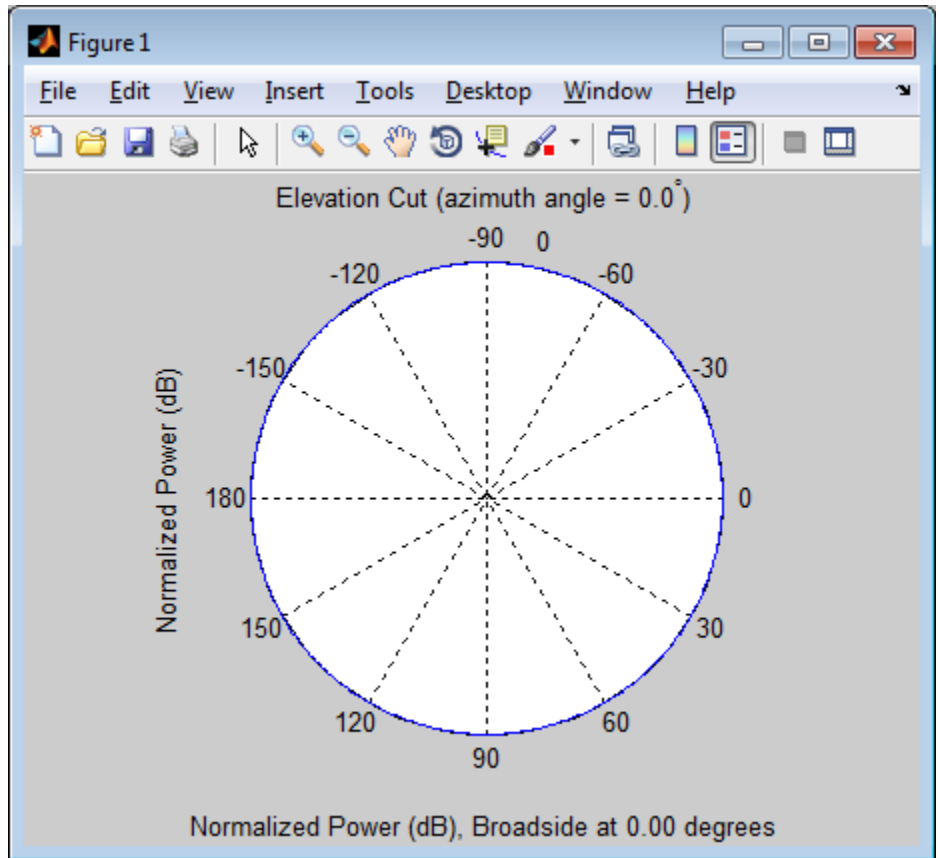 Figure 1
File Edit View Insert Tools Desktop Window Help
Elevation Cut (azimuth angle = 0.0°)
-90 0
-120 -60
-150 -30
180 0
150 30
120 60
90
Normalized Power (dB)
Normalized Power (dB), Broadside at 0.00 degrees